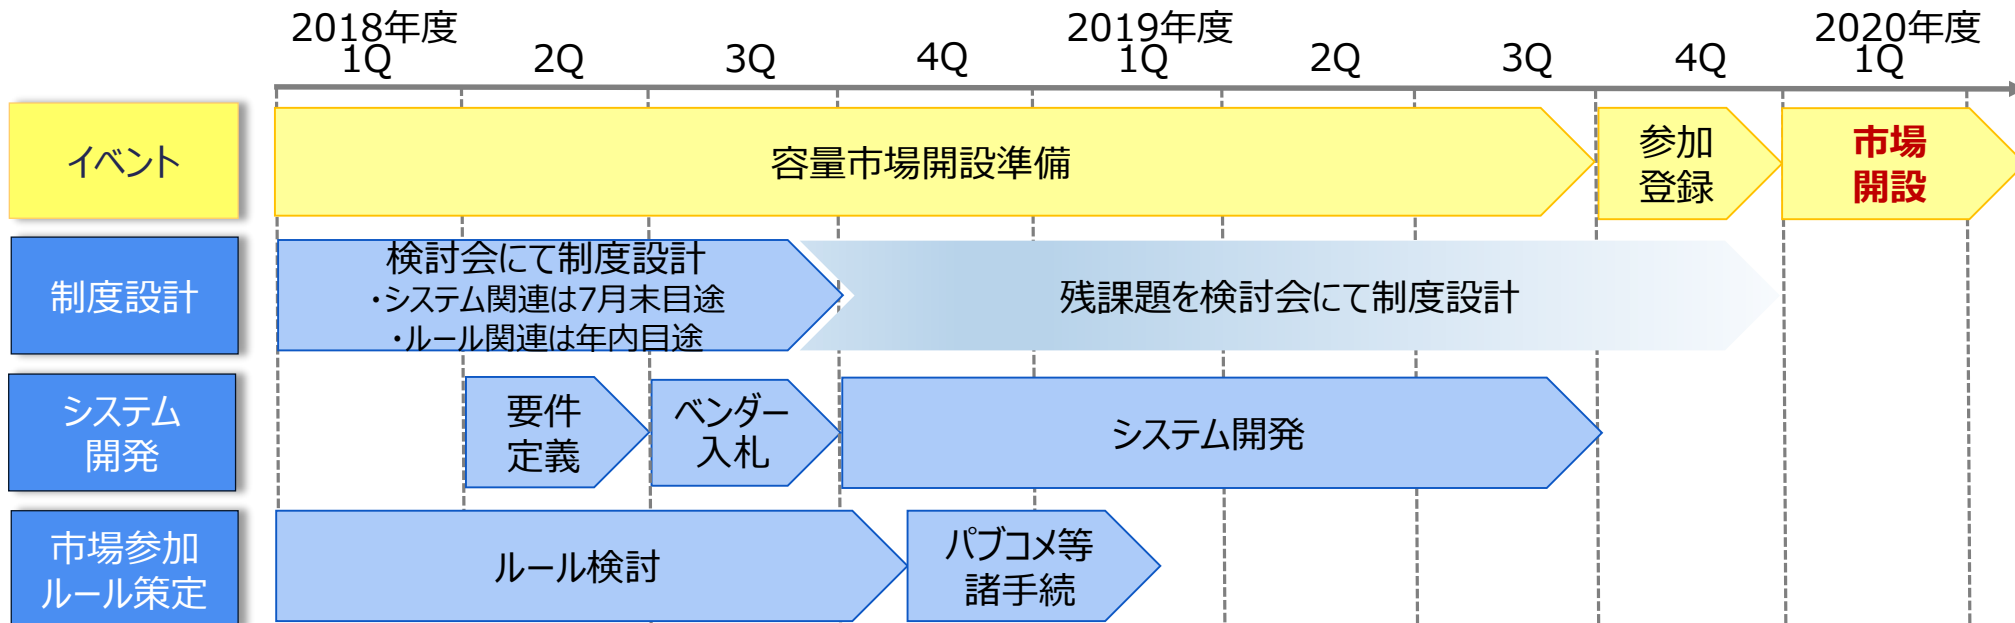 2018年度
2019年度
2020年度
1Q 2Q 3Q 4Q 1Q 2Q 3Q 4Q 1Q
イベント
容量市場開設準備
参加
登録
市場
開設
制度設計
検討会にて制度設計
・システム関連は7月末目途
・ルール関連は年内目途
残課題を検討会にて制度設計
システム
開発
要件
定義
ベンダー
入札
システム開発
市場参加
ルール策定
ルール検討
パブコメ等
諸手続